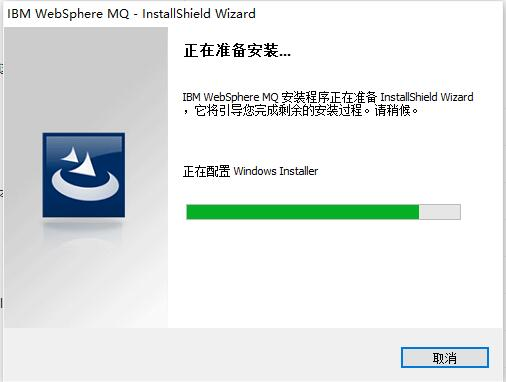 IBM WebSphere MQ - InstallShield Wizard
正在准备安装...
IBM WebSphere MQ 安装程序正在准备 InstallShield Wizard
，它将引导您完成剩余的安装过程。请稍候。
正在配置 Windows Installer
取消